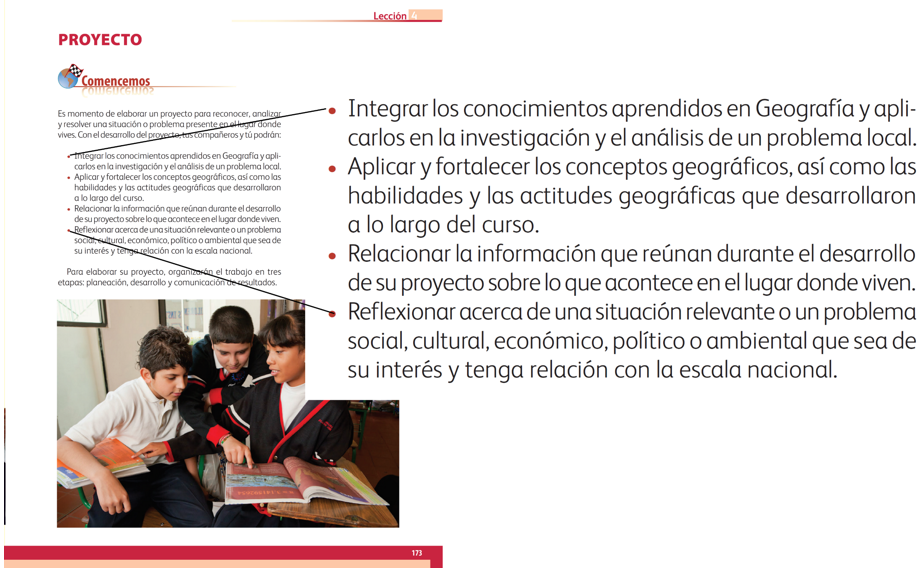 Lección 4
PROYECTO
Comencemos
Es momento de elaborar un proyecto para reconocer, analizar
y resolver una situación o problema presente en el lugar donde
vives. Con el desarrollo del proyecto, tus compañeros y tú podrán:
• Integrar los conocimientos aprendidos en Geografía y apli-
carlos en la investigación y el análisis de un problema local.
• Aplicar y fortalecer los conceptos geográficos, así como las
habilidades y las actitudes geográficas que desarrollaron
a lo largo del curso.
• Relacionar la información que reúnan durante el desarrollo
de su proyecto sobre lo que acontece en el lugar donde viven.
• Reflexionar acerca de una situación relevante o un problema
social, cultural, económico, político o ambiental que sea de
su interés y tenga relación con la escala nacional.
Para elaborar su proyecto, organizarán el trabajo en tres
etapas: planeación, desarrollo y comunicación de resultados.
173
• Integrar los conocimientos aprendidos en Geografía y apli-
carlos en la investigación y el análisis de un problema local.
• Aplicar y fortalecer los conceptos geográficos, así como las
habilidades y las actitudes geográficas que desarrollaron
a lo largo del curso.
• Relacionar la información que reúnan durante el desarrollo
de su proyecto sobre lo que acontece en el lugar donde viven.
• Reflexionar acerca de una situación relevante o un problema
social, cultural, económico, político o ambiental que sea de
su interés y tenga relación con la escala nacional.